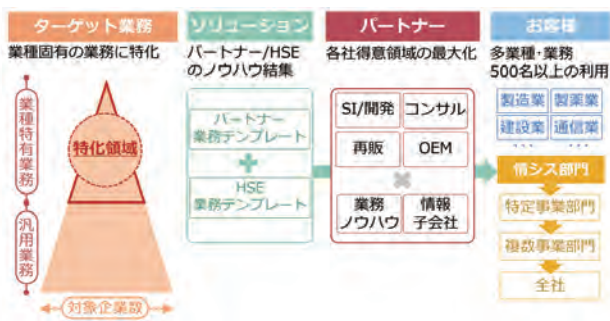 ターゲット業務
業種固有の業務に特化
業種特有業務
特化領域
汎用業務
対象企業数
ソリューション
パートナー/HSE
のノウハウ結集
パートナー
業務テンプレート
HSE
業務テンプレート
パートナー
各社得意領域の最大化
SI/開発
コンサル
再販
OEM
業務
ノウハウ
情報
子会社
お客様
多業種・業務
500名以上の利用
製造業
製薬業
建設業
通信業
…
…
情シス部門
特定事業部門
複数事業部門
全社